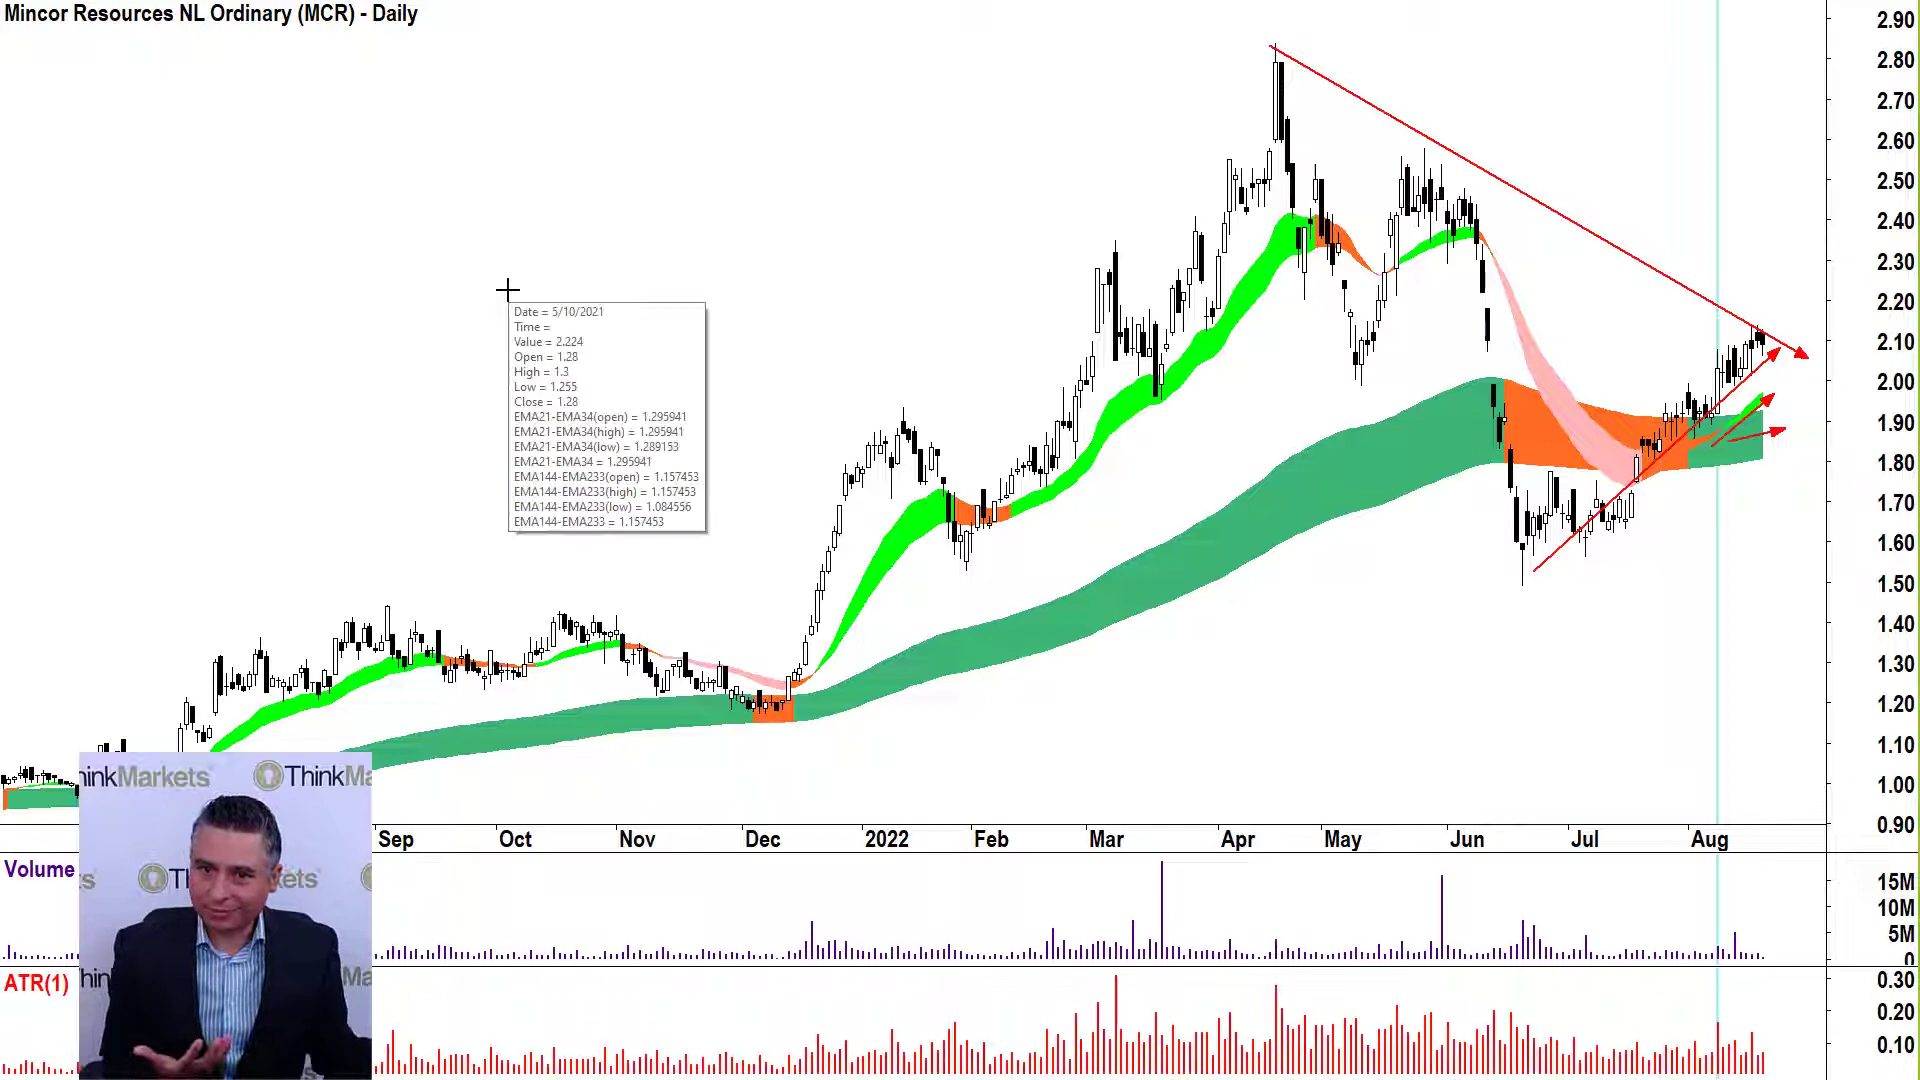 Mincor Resources NL Ordinary (MCR) - Daily
2.90
2.80
2.70
2.60
2.50
2.40
2.30
2.20
2.10
2.00
1.90
1.80
1.70
1.60
1.50
1.40
1.30
1.20
1.10
1.00
0.90
Date = 5/10/2021
Time =
Value = 2.224
Open = 1.28
High = 1.3
Low = 1.255
Close = 1.28
EMA21-EMA34(open) = 1.295941
EMA21-EMA34(high) = 1.295941
EMA21-EMA34(low) = 1.289153
EMA21-EMA34 = 1.295941
EMA144-EMA233(open) = 1.157453
EMA144-EMA233(high) = 1.157453
EMA144-EMA233(low) = 1.084556
EMA144-EMA233 = 1.157453
Sep Oct Nov Dec 2022 Feb Mar Apr May Jun Jul Aug
Volume
15M
10M
5M
0
ATR(1)
0.30
0.20
0.10
hinkMarkets ThinkMa
ts T kets
hin Ma